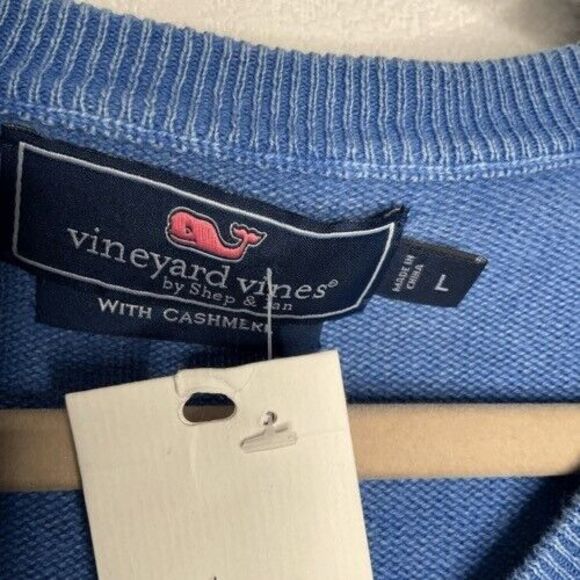 vineyard vines®
by Shep & Ian
WITH CASHMERE
MADE IN
CHINA
L